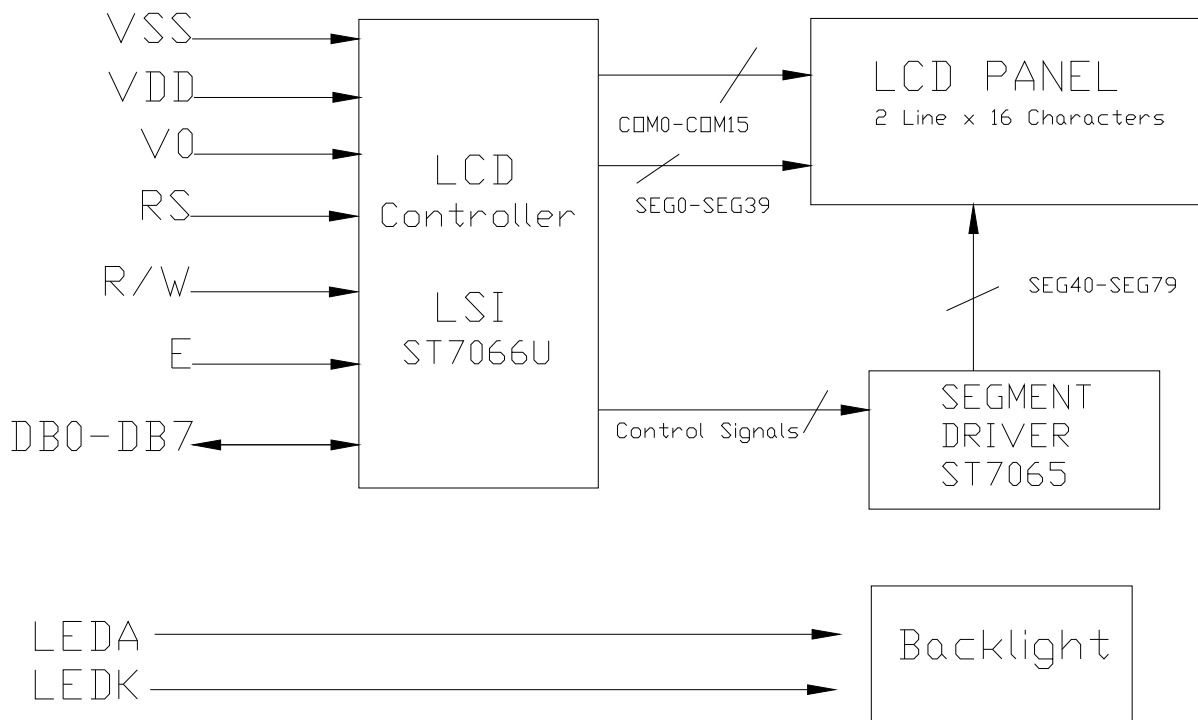 VSS
VDD
V0
RS
R/W
E
DB0-DB7
LCD
Controller
LSI
ST7066U
COM0-COM15
SEG0-SEG39
Control Signals
LCD PANEL
2 Line x 16 Characters
SEG40-SEG79
SEGMENT
DRIVER
ST7065
LEDA
LEDK
Backlight